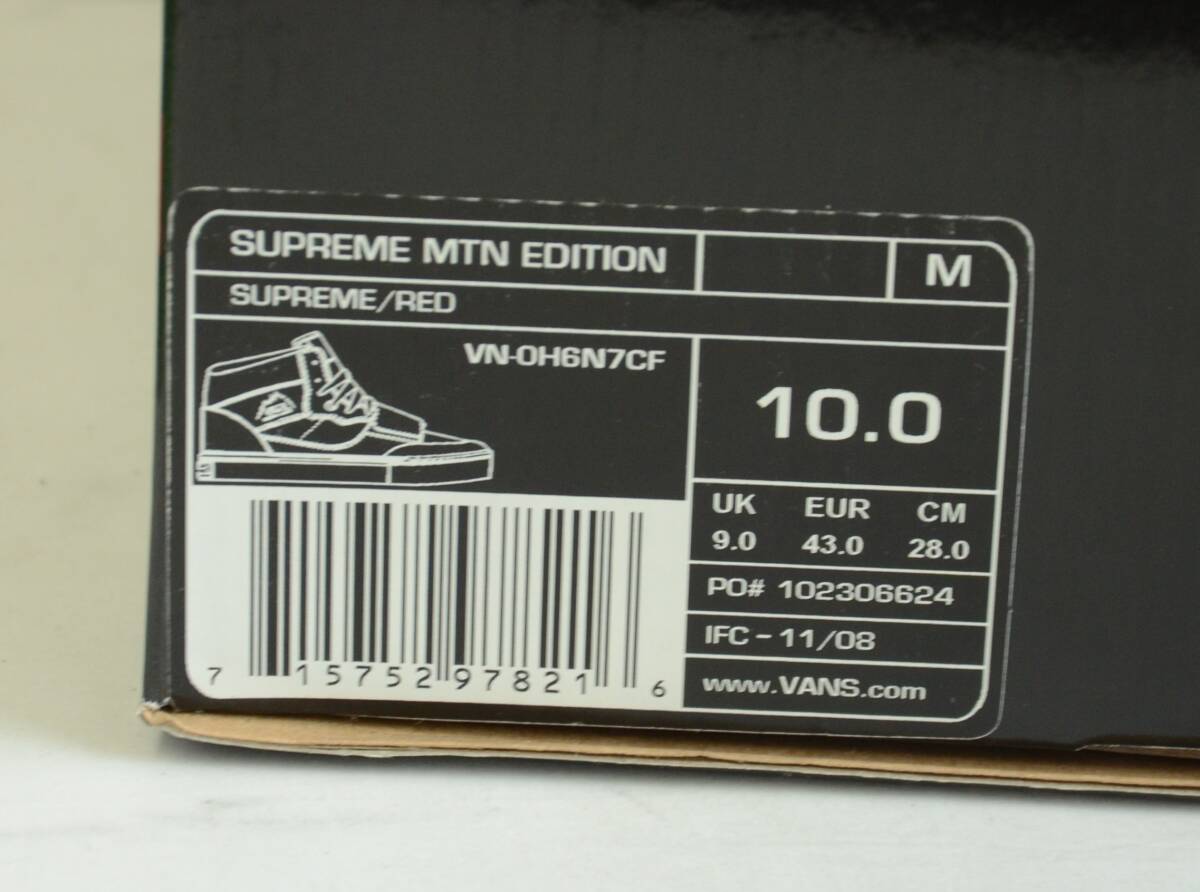 SUPREME MTN EDITION M
SUPREME/RED
VN-0H6N7CF
10.0
UK EUR CM
9.0 43.0 28.0
PO# 102306624
IFC - 11/08
www.VANS.com
7 15752 97821 6